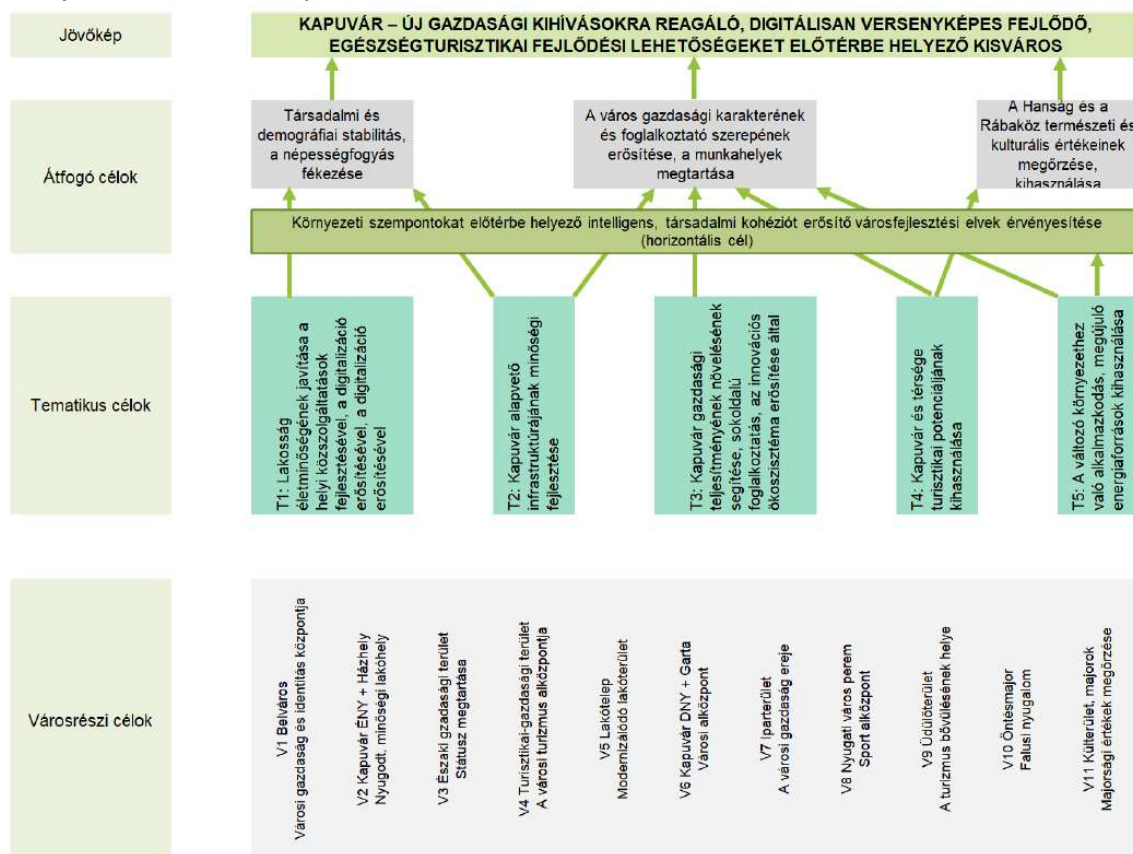 Jövőkép
KAPUVÁR – ÚJ GAZDASÁGI KIHÍVÁSOKRA REAGÁLÓ, DIGITÁLISAN VERSENYKÉPES FEJLŐDŐ,
EGÉSZSÉGTURISZTIKAI FEJLŐDÉSI LEHETŐSÉGEKET ELŐTÉRBE HELYEZŐ KISVÁROS
Átfogó célok
Társadalmi és
demográfiai stabilitás,
a népességfogyás
fékezése
A város gazdasági karakterének
és foglalkoztató szerepének
erősítése, a munkahelyek
megtartása
A Hanság és a
Rábaköz természeti és
kulturális értékeinek
megőrzése,
kihasználása
Környezeti szempontokat előtérbe helyező intelligens, társadalmi kohéziót erősítő városfejlesztési elvek érvényesítése
(horizontális cél)
Tematikus célok
T1: Lakosság
életminőségének javítása a
helyi közszolgáltatások
fejlesztésével, a digitalizáció
erősítésével, a digitalizáció
erősítésével
T2: Kapuvár alapvető
infrastruktúrájának minőségi
fejlesztése
T3: Kapuvár gazdasági
teljesítményének növelésének
segítése, sokoldalú
foglalkoztatás, az innovációs
ökoszisztéma erősítése által
T4: Kapuvár és térsége
turisztikai potenciáljának
kihasználása
T5: A változó környezethez
való alkalmazkodás, megújuló
energiaforrások kihasználása
Városrészi célok
V1 Belváros
Városi gazdaság és identitás központja
V2 Kapuvár ÉNY + Házhely
Nyugodt, minőségi lakóhely
V3 Északi gzadasági terület
Státusz megtartása
V4 Turisztikai-gazdasági terület
A városi turizmus alközpontja
V5 Lakótelep
Modernizálódo lakóterület
V6 Kapuvár DNY + Garta
Városi alközpont
V7 Iparterület
A városi gazdaság ereje
V8 Nyugati város perem
Sport alközpont
V9 Üdülőterület
A turizmus bővülésének helye
V10 Öntésmajor
Falusi nyugalom
V11 Külterület, majorok
Majorsági értékek megőrzése